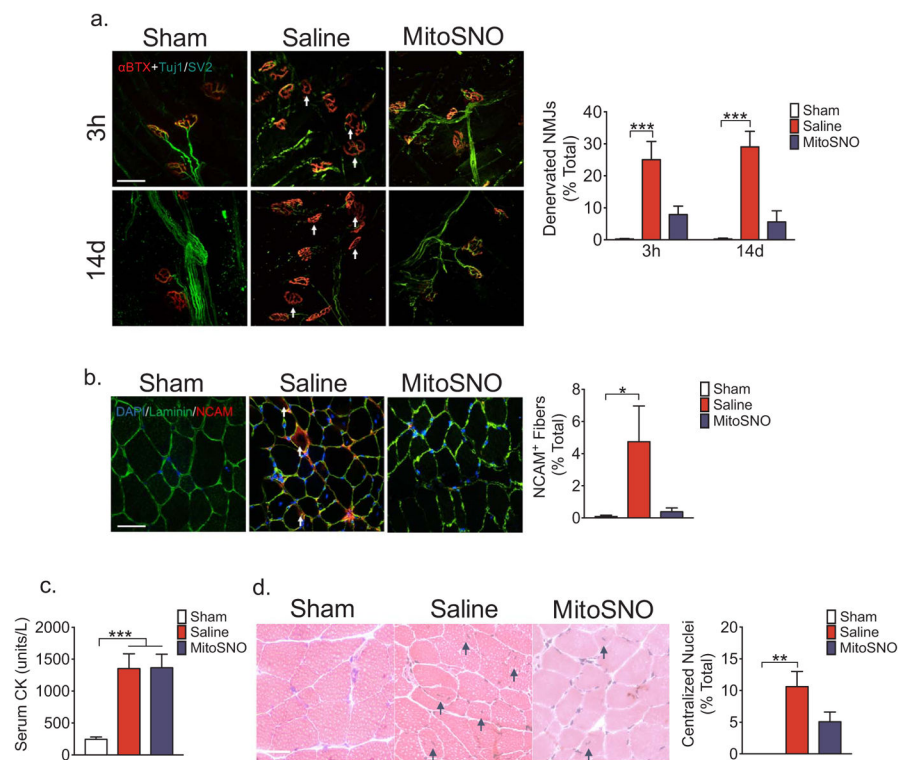 a.
Sham Saline MitoSNO
αBTX+Tuj1/SV2
3h
14d
Denervated NMJs
(% Total)
40
30
20
10
0
*** ***
3h 14d
Sham
Saline
MitoSNO
b.
Sham Saline MitoSNO
DAPI/Laminin/NCAM
NCAM⁺ Fibers
(% Total)
8
6
4
2
0
*
Sham
Saline
MitoSNO
c.
Serum CK (units/L)
2000
1500
1000
500
0
***
Sham
Saline
MitoSNO
d.
Sham Saline MitoSNO
Centralized Nuclei
(% Total)
20
15
10
5
0
**
Sham
Saline
MitoSNO